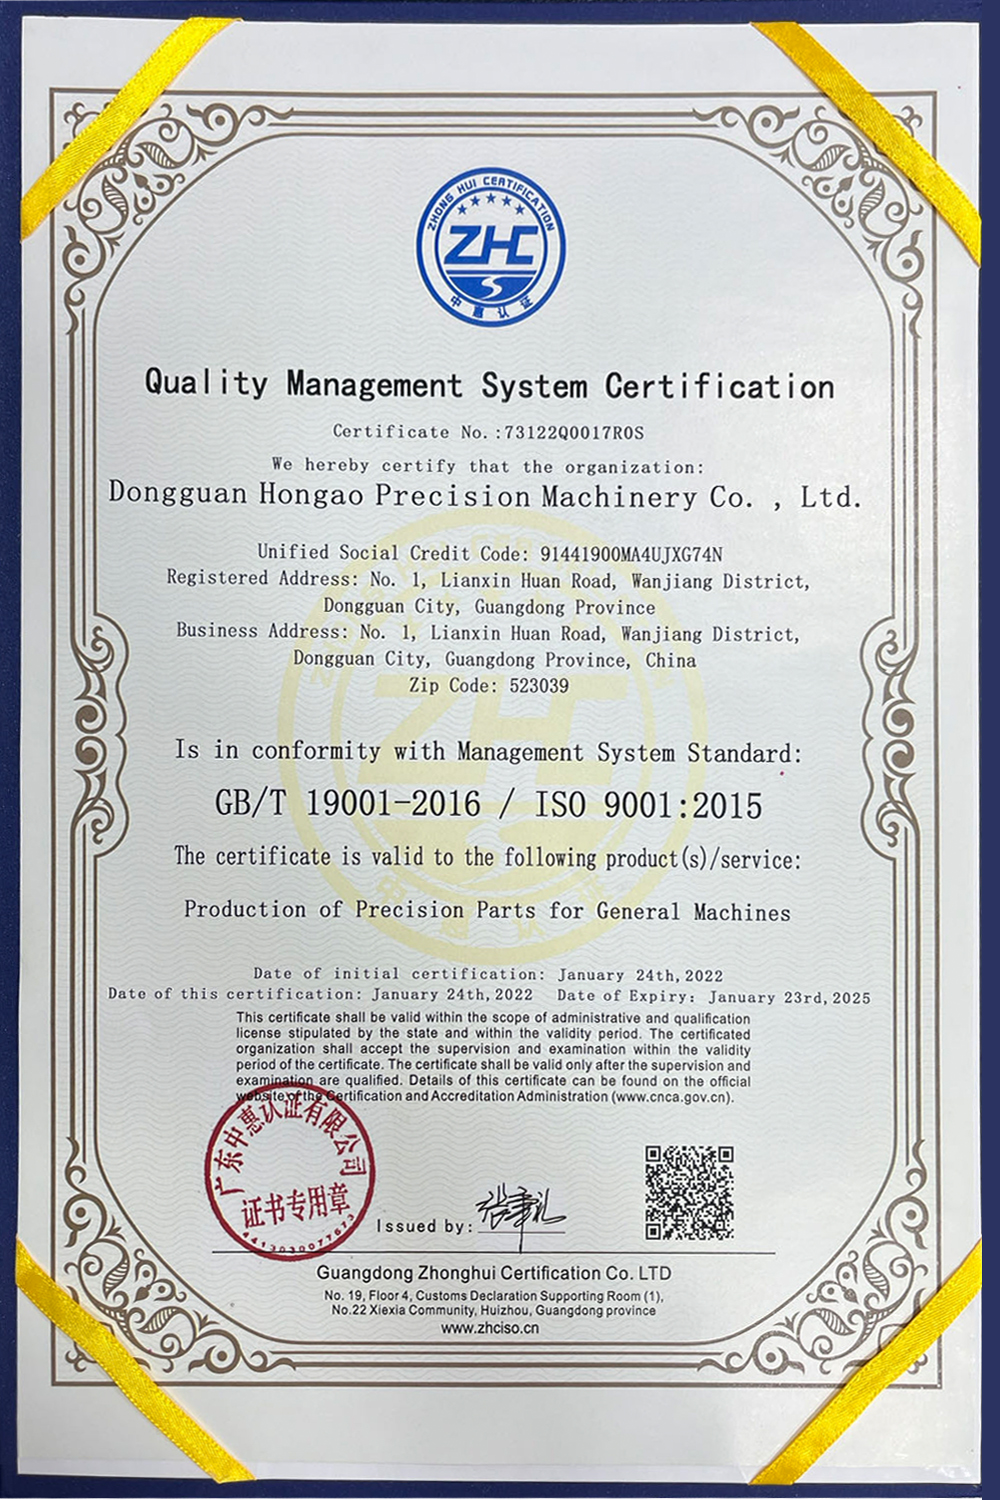 ZHONG HUI CERTIFICATION
ZHC
中惠认证
Quality Management System Certification
Certificate No.:73122Q0017R0S
We hereby certify that the organization:
Dongguan Hongao Precision Machinery Co. , Ltd.
Unified Social Credit Code: 91441900MA4UJXG74N
Registered Address: No. 1, Lianxin Huan Road, Wanjiang District,
Dongguan City, Guangdong Province
Business Address: No. 1, Lianxin Huan Road, Wanjiang District,
Dongguan City, Guangdong Province, China
Zip Code: 523039
Is in conformity with Management System Standard:
GB/T 19001-2016 / ISO 9001:2015
The certificate is valid to the following product(s)/service:
Production of Precision Parts for General Machines
Date of initial certification: January 24th, 2022
Date of this certification: January 24th, 2022 Date of Expiry: January 23rd, 2025
This certificate shall be valid within the scope of administrative and qualification
license stipulated by the state and within the validity period. The certificated
organization shall accept the supervision and examination within the validity
period of the certificate. The certificate shall be valid only after the supervision and
examination are qualified. Details of this certificate can be found on the official
website of the Certification and Accreditation Administration (www.cnca.gov.cn).
广东中惠认证有限公司
证书专用章
4413030077673
Issued by:
Guangdong Zhonghui Certification Co. LTD
No. 19, Floor 4, Customs Declaration Supporting Room (1),
No.22 Xiexia Community, Huizhou, Guangdong province
www.zhciso.cn